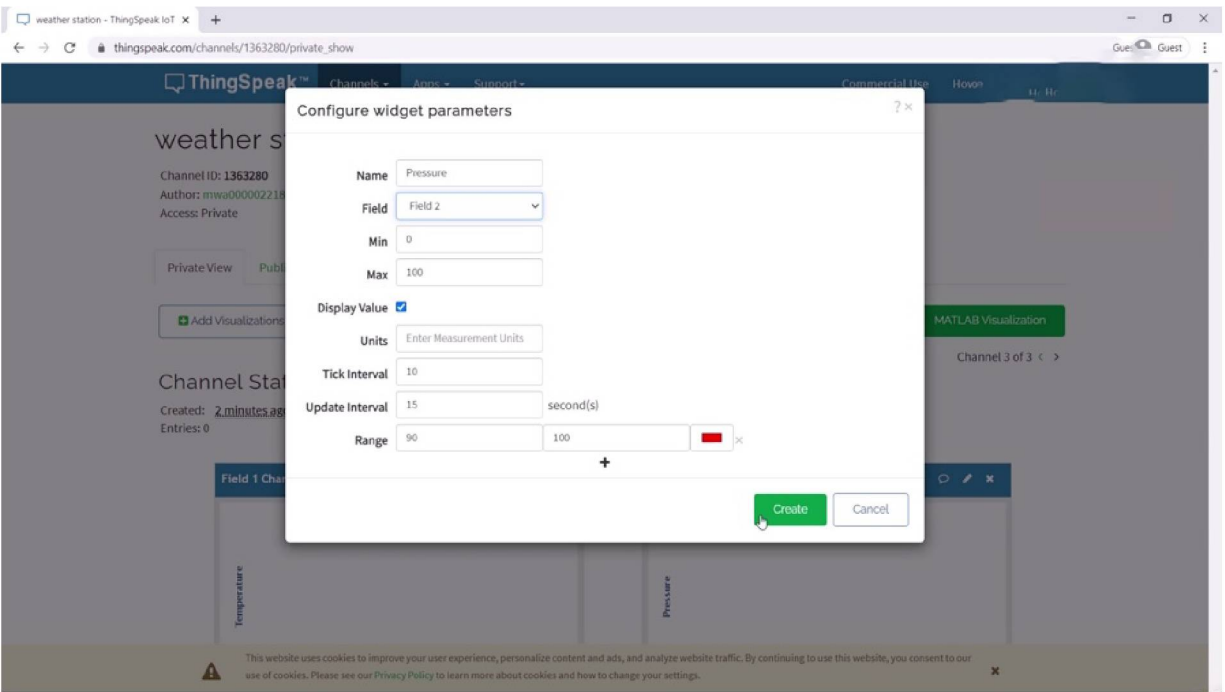 weather station - ThingSpeak IoT
thingspeak.com/channels/1363280/private_show
Guest
ThingSpeak™ Channels Apps Support Commercial Use
Configure widget parameters
weather s
Channel ID: 1363280
Author: mwa000002218
Access: Private
Name Pressure
Field Field 2
Min 0
Max 100
Private View Publ
Display Value
Add Visualizations
MATLAB Visualization
Units Enter Measurement Units
Channel 3 of 3 < >
Tick Interval 10
Channel Stat
Update Interval 15 second(s)
Created: 2 minutes ago
Entries: 0
Range 90 100
Field 1 Char
Create Cancel
Temperature
Pressure
This website uses cookies to improve your user experience, personalize content and ads, and analyze website traffic. By continuing to use this website, you consent to our
use of cookies. Please see our Privacy Policy to learn more about cookies and how to change your settings.